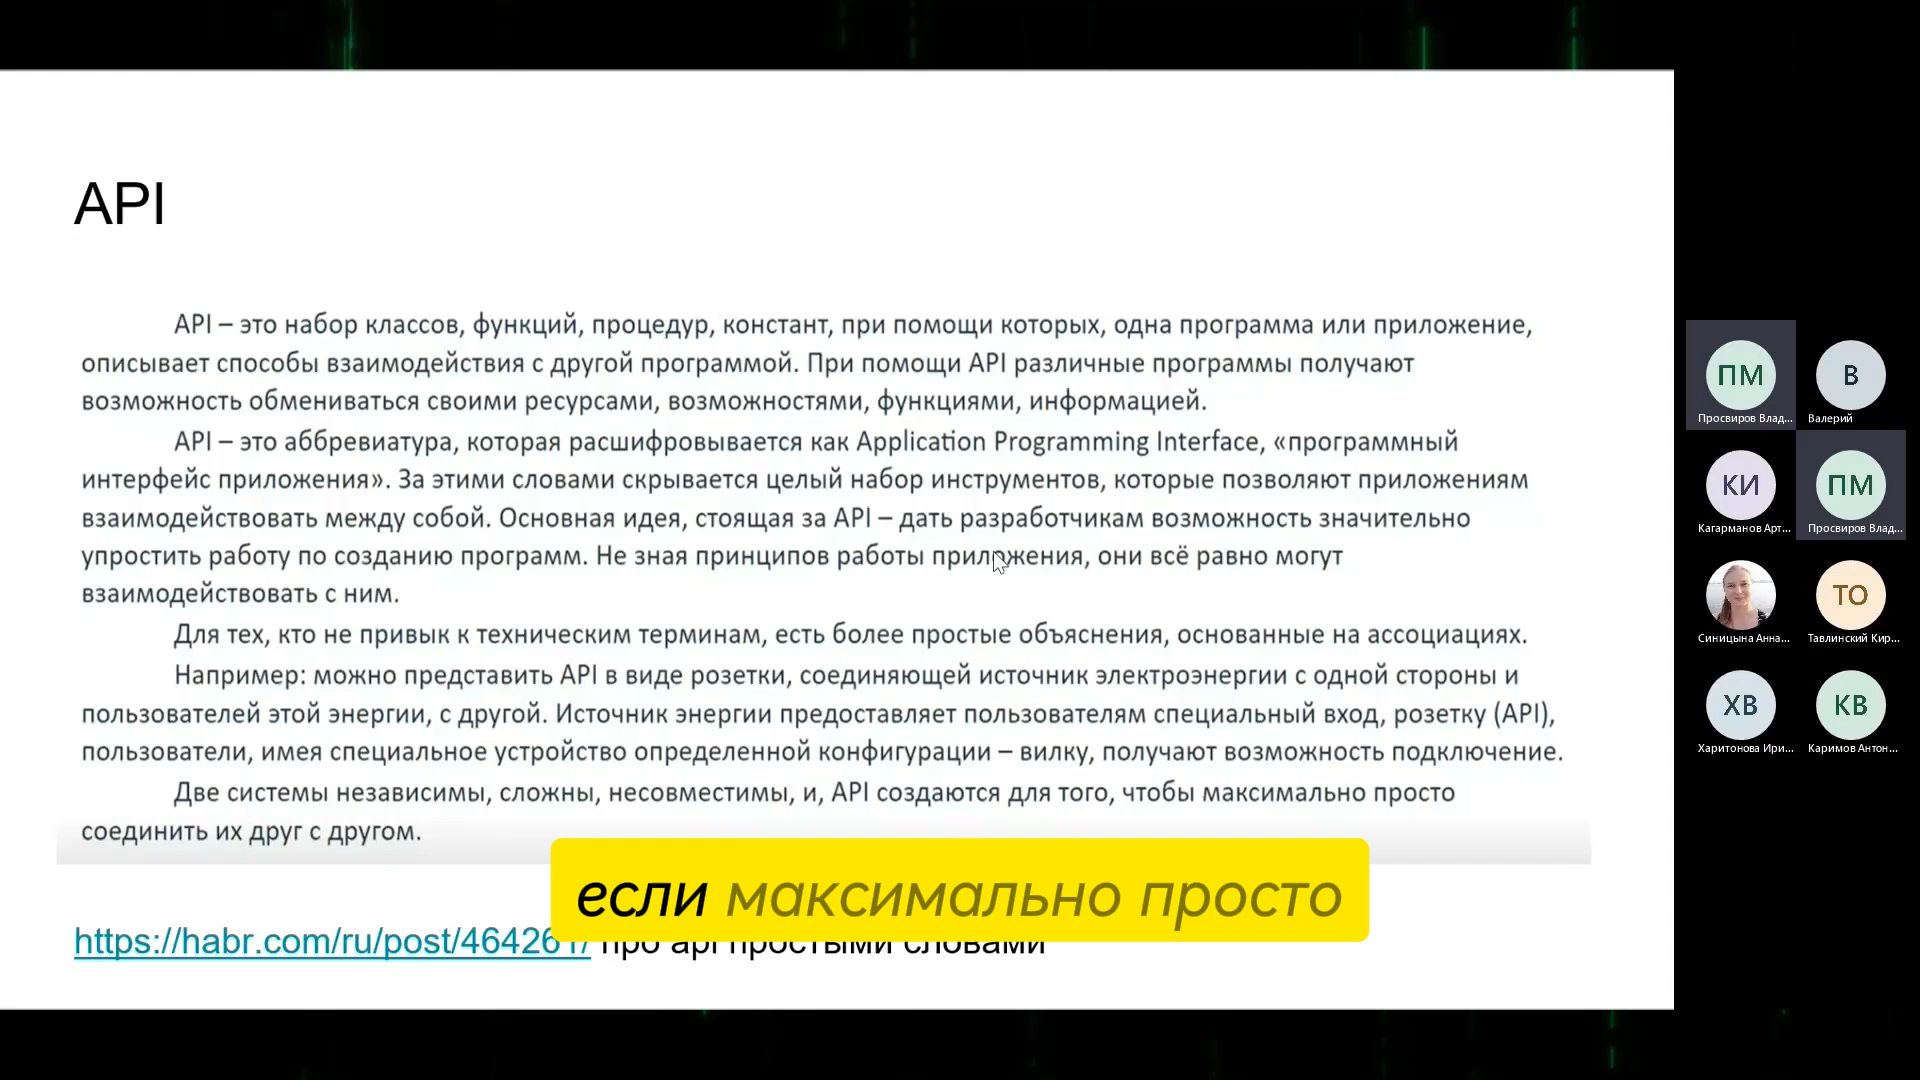 API
API – это набор классов, функций, процедур, констант, при помощи которых, одна программа или приложение,
описывает способы взаимодействия с другой программой. При помощи API различные программы получают
возможность обмениваться своими ресурсами, возможностями, функциями, информацией.
API – это аббревиатура, которая расшифровывается как Application Programming Interface, «программный
интерфейс приложения». За этими словами скрывается целый набор инструментов, которые позволяют приложениям
взаимодействовать между собой. Основная идея, стоящая за API – дать разработчикам возможность значительно
упростить работу по созданию программ. Не зная принципов работы приложения, они всё равно могут
взаимодействовать с ним.
Для тех, кто не привык к техническим терминам, есть более простые объяснения, основанные на ассоциациях.
Например: можно представить API в виде розетки, соединяющей источник электроэнергии с одной стороны и
пользователей этой энергии, с другой. Источник энергии предоставляет пользователям специальный вход, розетку (API),
пользователи, имея специальное устройство определенной конфигурации – вилку, получают возможность подключение.
Две системы независимы, сложны, несовместимы, и, API создаются для того, чтобы максимально просто
соединить их друг с другом.
если максимально просто
https://habr.com/ru/post/464261/ про api простыми словами
ПМ
Просвиров Влад...
В
Валерий
КИ
Кагарманов Арт...
ПМ
Просвиров Влад...
Синицына Анна...
ТО
Тавлинский Кир...
ХВ
Харитонова Ири...
КВ
Каримов Антон...